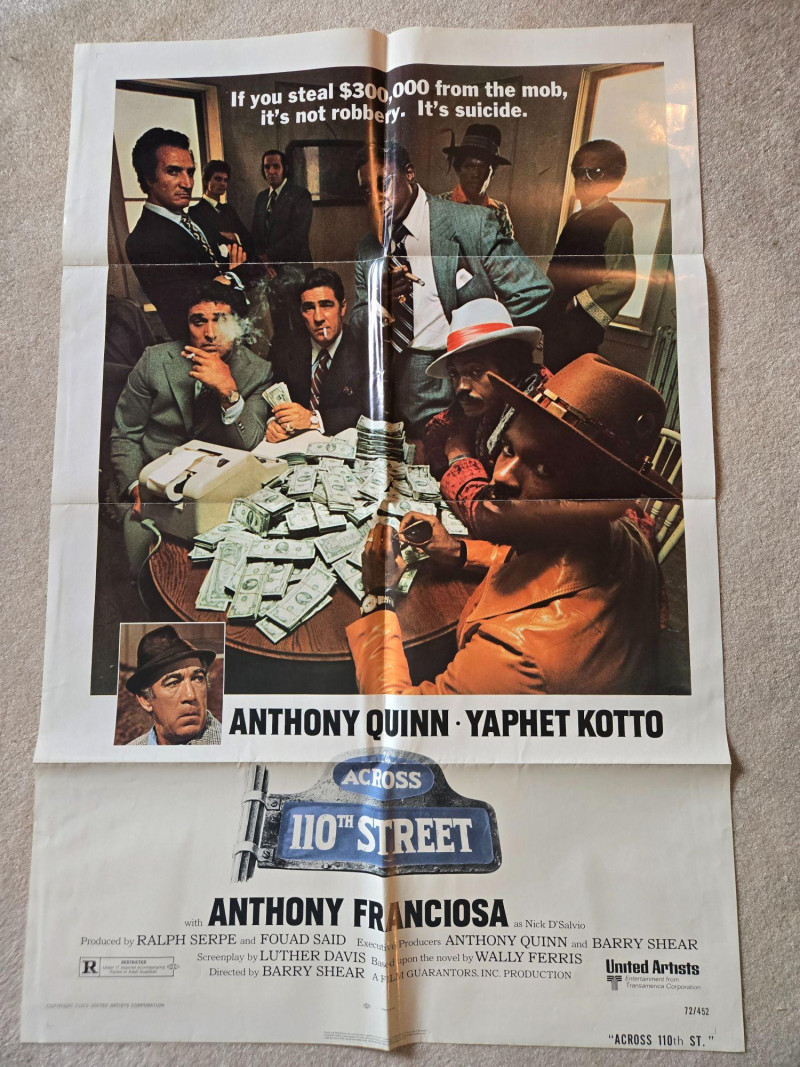 If you steal $300,000 from the mob,
it's not robbery. It's suicide.
ANTHONY QUINN · YAPHET KOTTO
ACROSS
110TH STREET
with ANTHONY FRANCIOSA as Nick D'Salvio
Produced by RALPH SERPE and FOUAD SAID Executive Producers ANTHONY QUINN and BARRY SHEAR
Screenplay by LUTHER DAVIS Based upon the novel by WALLY FERRIS
Directed by BARRY SHEAR A FILM GUARANTORS, INC. PRODUCTION
R RESTRICTED
United Artists
Entertainment from
Transamerica Corporation
UNITED ARTISTS CORPORATION
72/452
"ACROSS 110th ST."